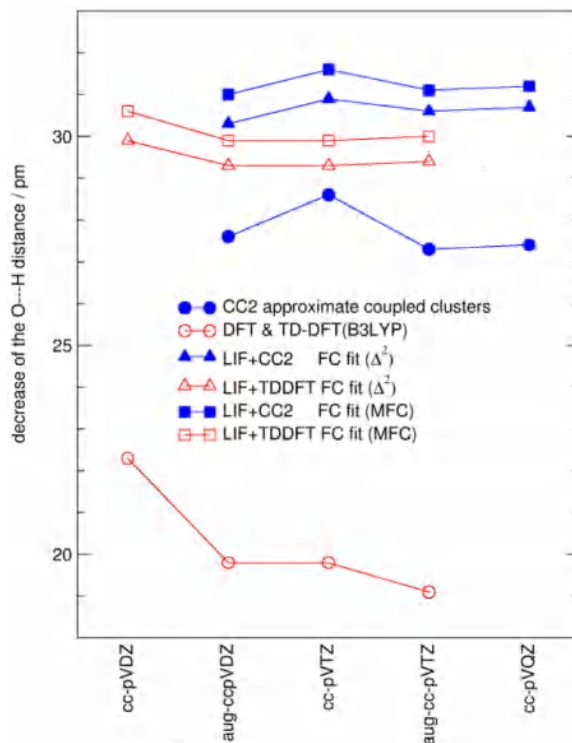 decrease of the O---H distance / pm
30
25
20
CC2 approximate coupled clusters
DFT & TD-DFT(B3LYP)
LIF+CC2 FC fit (Δ²)
LIF+TDDFT FC fit (Δ²)
LIF+CC2 FC fit (MFC)
LIF+TDDFT FC fit (MFC)
cc-pVDZ
aug-ccpVDZ
cc-pVTZ
aug-cc-pVTZ
cc-pVQZ